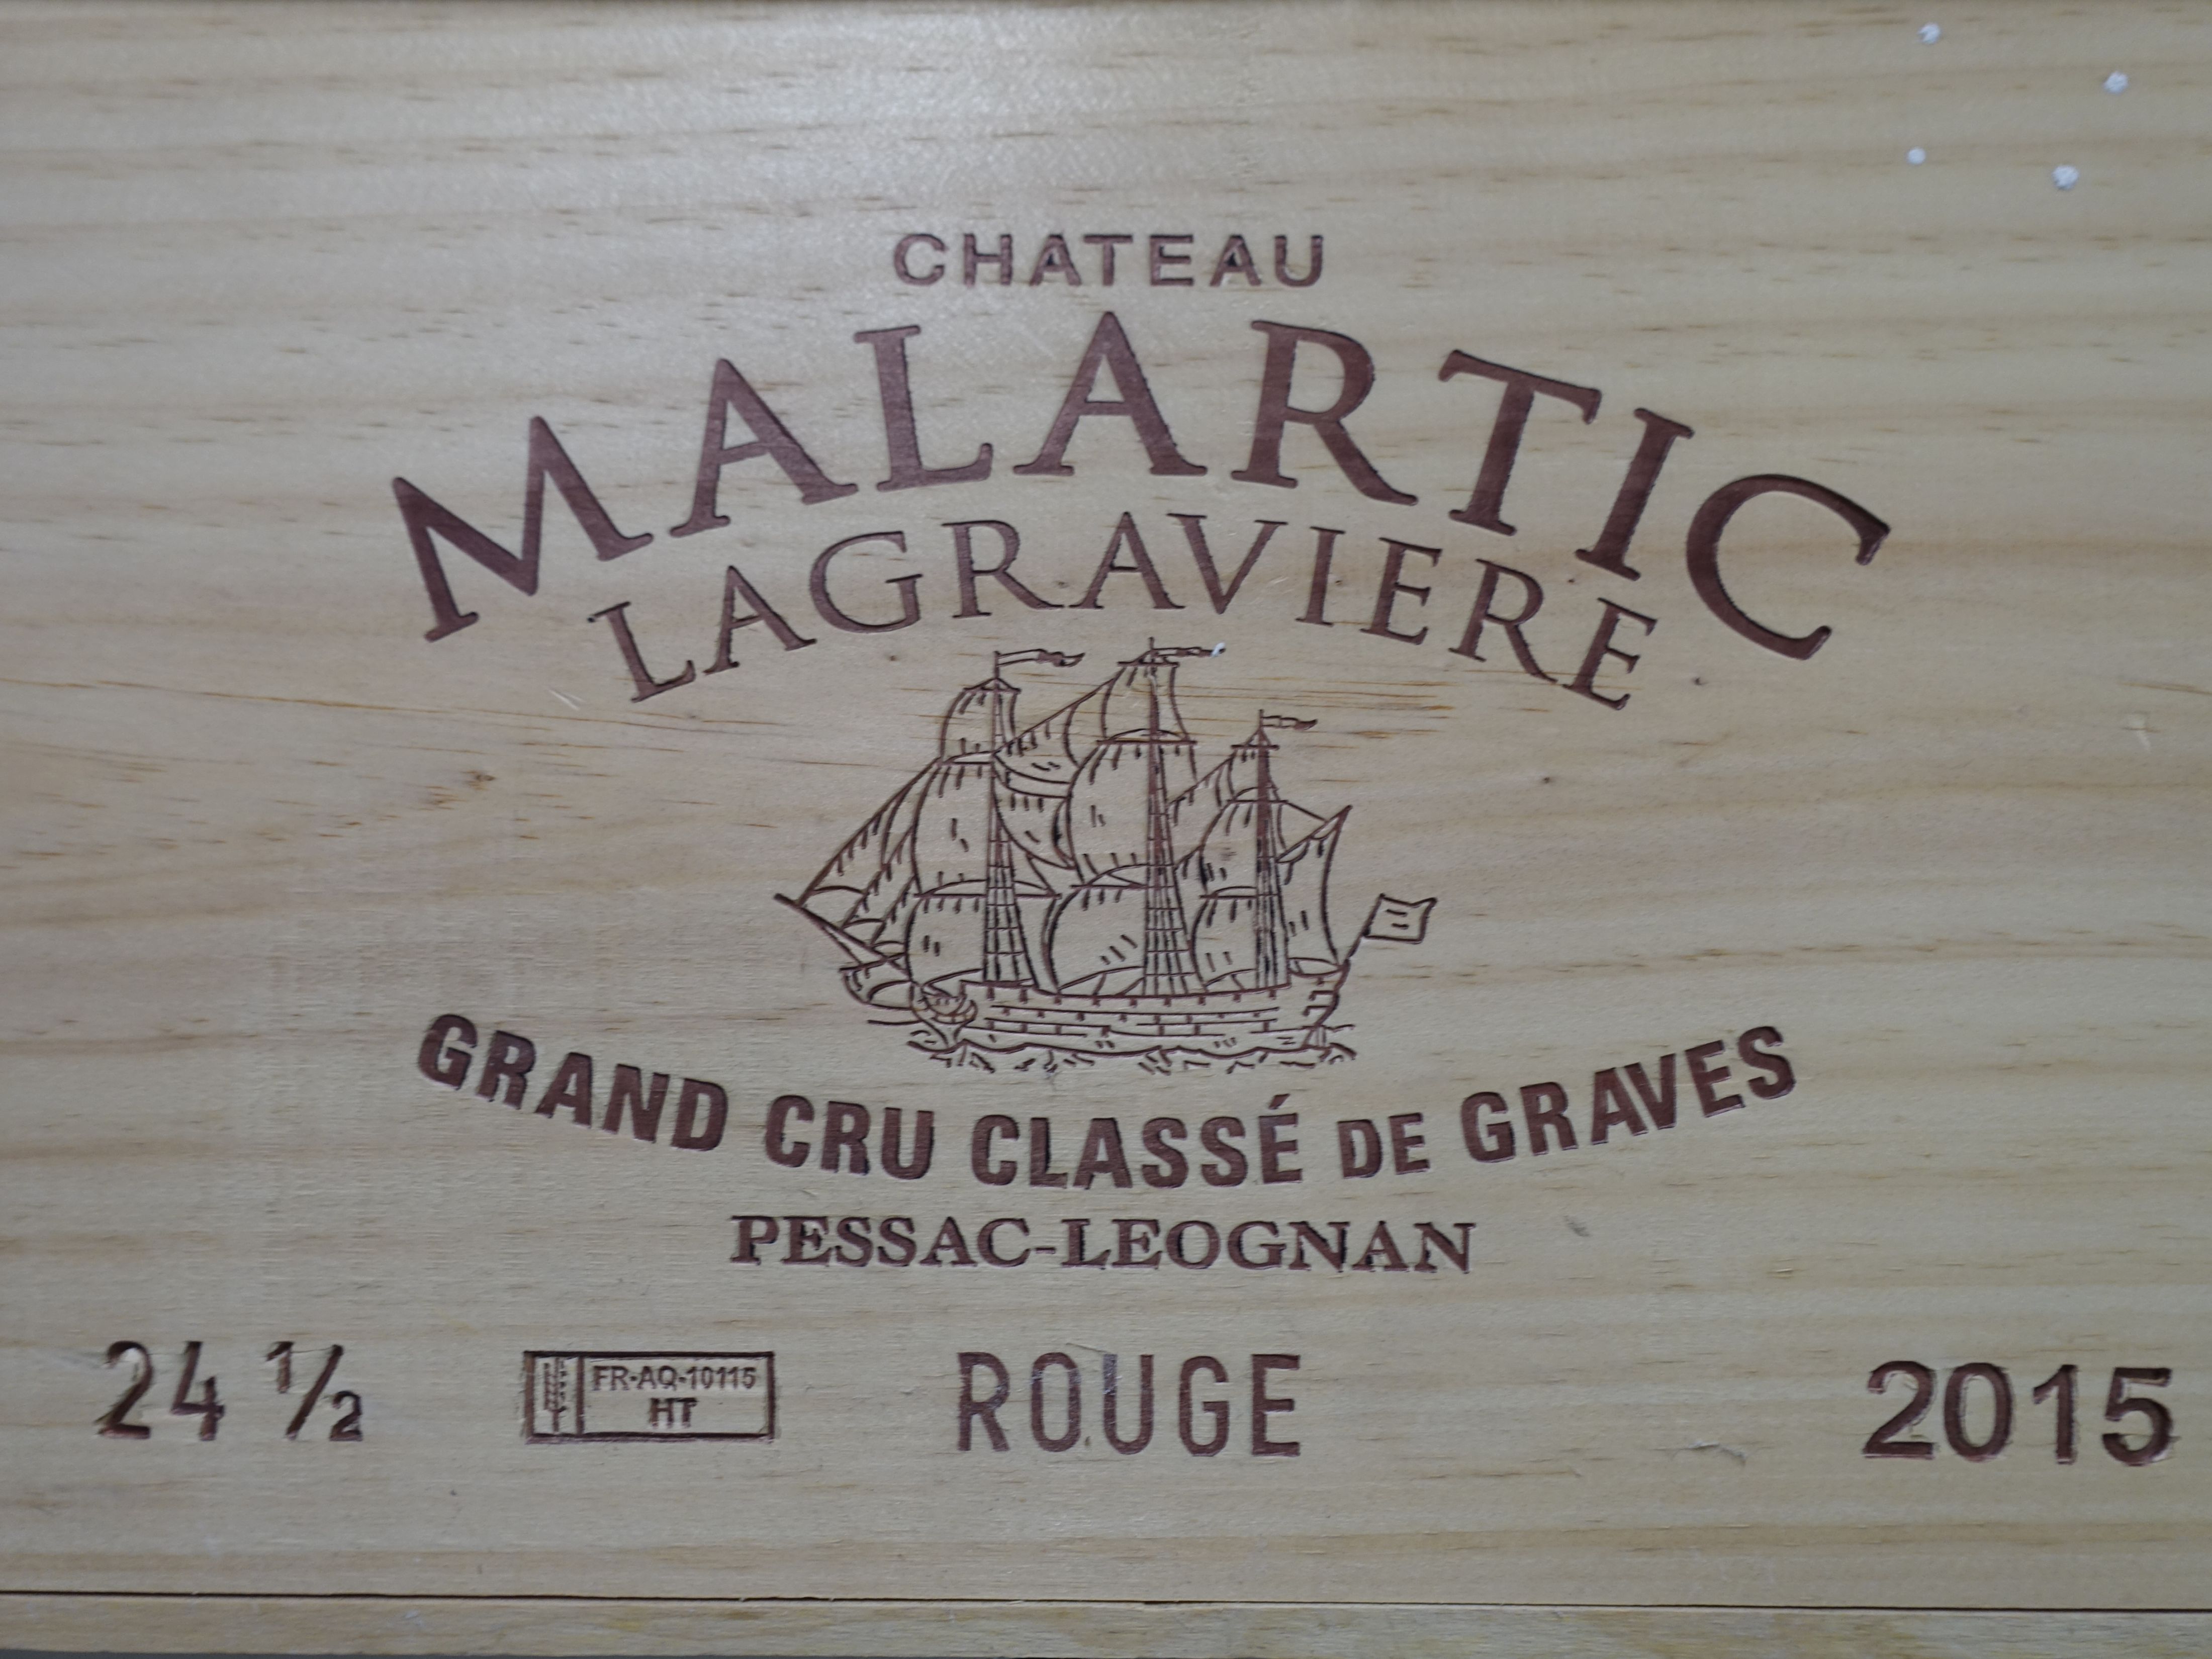 CHATEAU
MALARTIC
LAGRAVIERE
GRAND CRU CLASSÉ DE GRAVES
PESSAC-LEOGNAN
24 ½
FR-AQ-10115
HT
ROUGE
2015